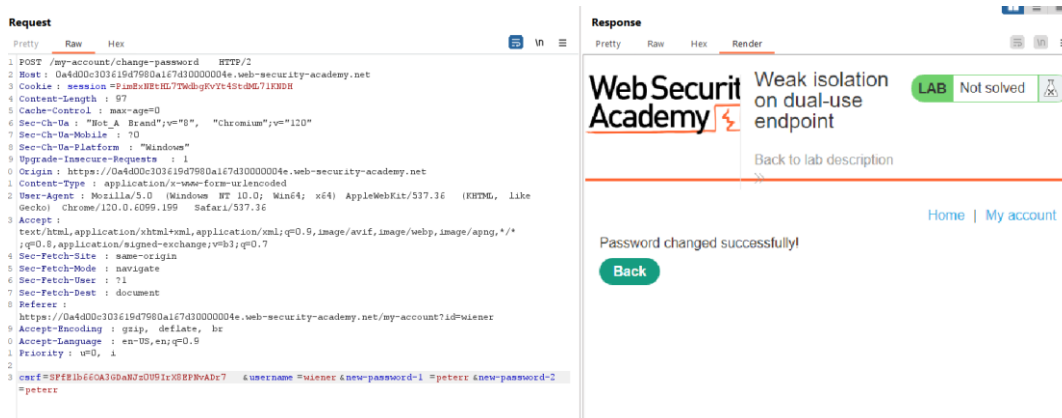 Request
Pretty Raw Hex
\n
1 POST /my-account/change-password HTTP/2
2 Host : 0a4d00c303619d7980a167d30000004e.web-security-academy.net
3 Cookie : session =PimExNEtHL7TWdbgKvYt4StdML71KNDH
4 Content-Length : 97
5 Cache-Control : max-age=0
6 Sec-Ch-Ua : "Not_A Brand";v="8", "Chromium";v="120"
7 Sec-Ch-Ua-Mobile : ?0
8 Sec-Ch-Ua-Platform : "Windows"
9 Upgrade-Insecure-Requests : 1
0 Origin : https://0a4d00c303619d7980a167d30000004e.web-security-academy.net
1 Content-Type : application/x-www-form-urlencoded
2 User-Agent : Mozilla/5.0 (Windows NT 10.0; Win64; x64) AppleWebKit/537.36 (KHTML, like
Gecko) Chrome/120.0.6099.199 Safari/537.36
3 Accept :
text/html,application/xhtml+xml,application/xml;q=0.9,image/avif,image/webp,image/apng,*/*
;q=0.8,application/signed-exchange;v=b3;q=0.7
4 Sec-Fetch-Site : same-origin
5 Sec-Fetch-Mode : navigate
6 Sec-Fetch-User : ?1
7 Sec-Fetch-Dest : document
8 Referer :
https://0a4d00c303619d7980a167d30000004e.web-security-academy.net/my-account?id=wiener
9 Accept-Encoding : gzip, deflate, br
0 Accept-Language : en-US,en;q=0.9
1 Priority : u=0, i
2
3 csrf=SFfE1b66OA3GDaNJzOU9IrX8EPNvADr7 &username =wiener &new-password-1 =peterr &new-password-2
=peterr
Response
Pretty Raw Hex Render
\n
Web Securit
Academy
Weak isolation
on dual-use
endpoint
LAB Not solved
Back to lab description
Home | My account
Password changed successfully!
Back